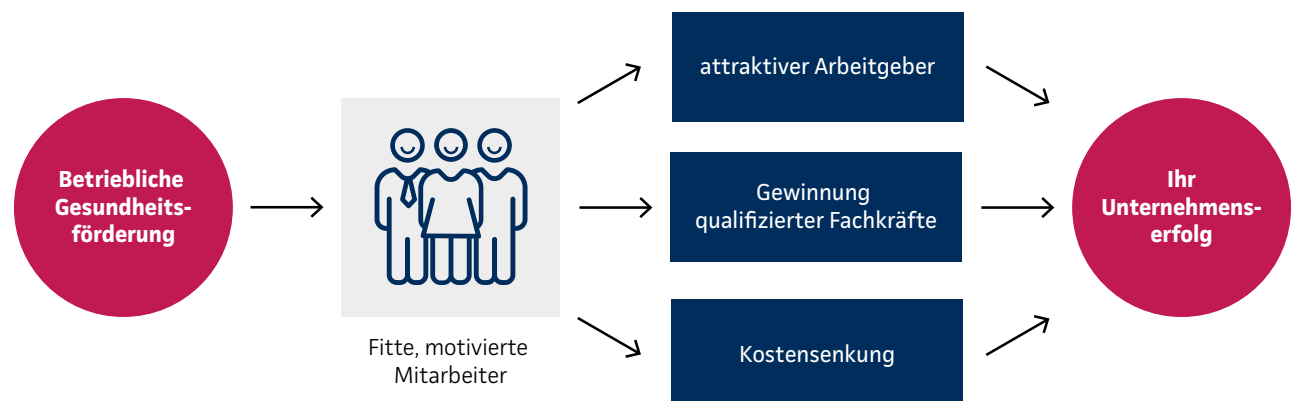 Betriebliche
Gesundheits-
förderung
Fitte, motivierte
Mitarbeiter
attraktiver Arbeitgeber
Gewinnung
qualifizierter Fachkräfte
Kostensenkung
Ihr
Unternehmens-
erfolg